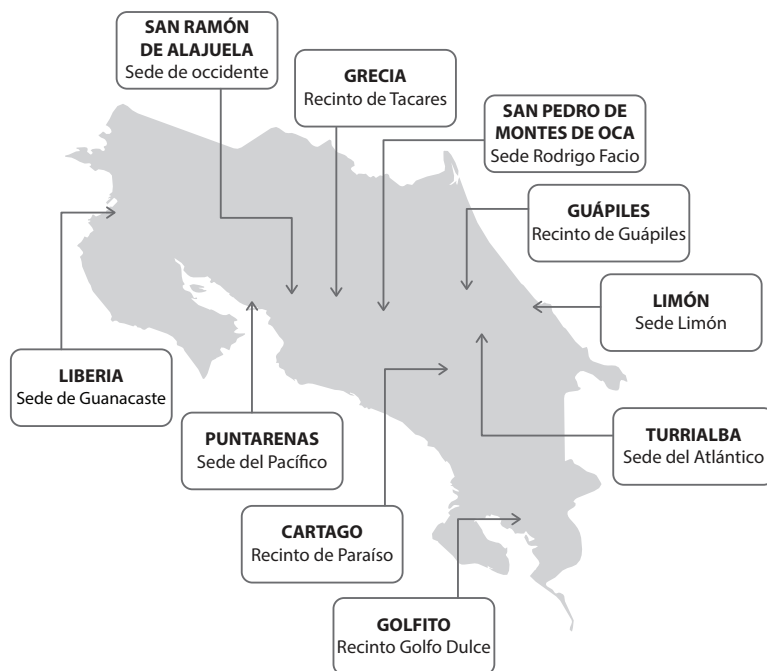 SAN RAMÓN
DE ALAJUELA
Sede de occidente
GRECIA
Recinto de Tacares
SAN PEDRO DE
MONTES DE OCA
Sede Rodrigo Facio
GUÁPILES
Recinto de Guápiles
LIMÓN
Sede Limón
LIBERIA
Sede de Guanacaste
PUNTARENAS
Sede del Pacífico
TURRIALBA
Sede del Atlántico
CARTAGO
Recinto de Paraíso
GOLFITO
Recinto Golfo Dulce